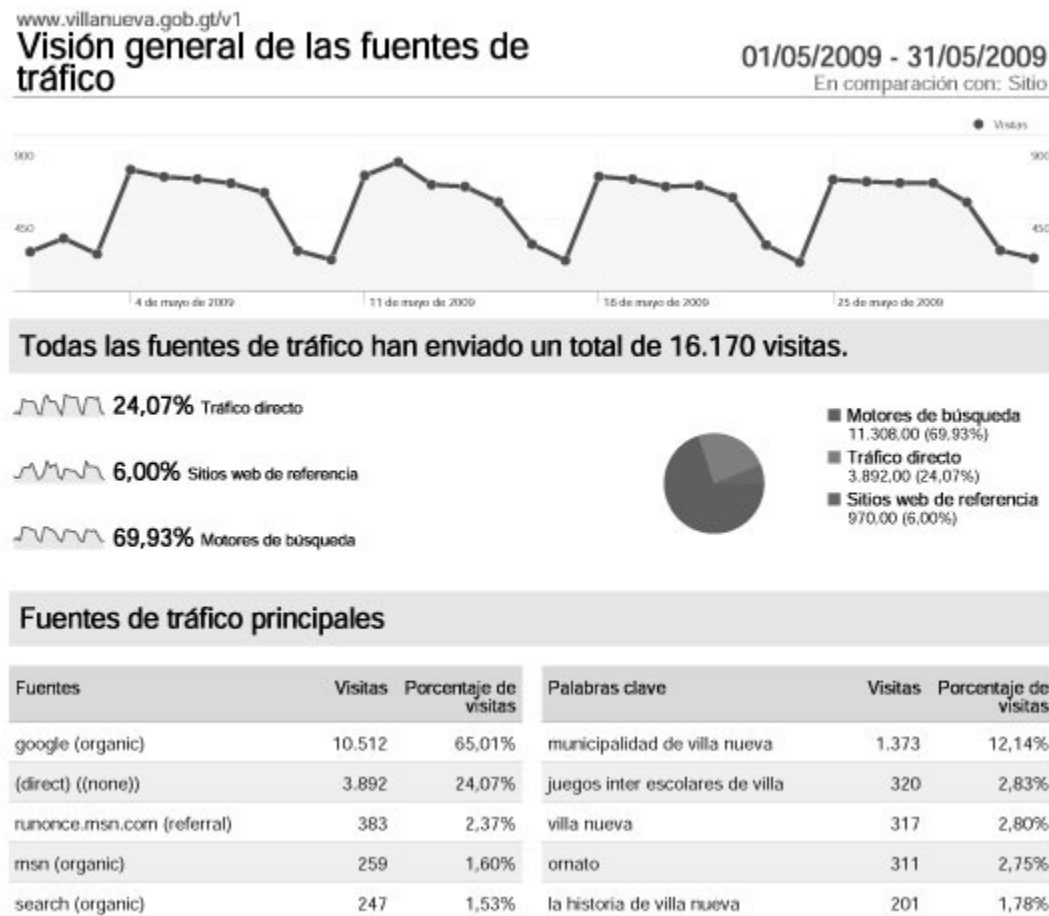 www.villanueva.gob.gt/v1
Visión general de las fuentes de
tráfico
01/05/2009 - 31/05/2009
En comparación con: Sitio
Visitas
900
900
450
450
4 de mayo de 2009
11 de mayo de 2009
18 de mayo de 2009
25 de mayo de 2009
Todas las fuentes de tráfico han enviado un total de 16.170 visitas.
24,07% Tráfico directo
6,00% Sitios web de referencia
69,93% Motores de búsqueda
Motores de búsqueda
11.308,00 (69,93%)
Tráfico directo
3.892,00 (24,07%)
Sitios web de referencia
970,00 (6,00%)
Fuentes de tráfico principales
Fuentes Visitas Porcentaje de
visitas
google (organic) 10.512 65,01%
(direct) ((none)) 3.892 24,07%
runonce.msn.com (referral) 383 2,37%
msn (organic) 259 1,60%
search (organic) 247 1,53%
Palabras clave Visitas Porcentaje de
visitas
municipalidad de villa nueva 1.373 12,14%
juegos inter escolares de villa 320 2,83%
villa nueva 317 2,80%
ornato 311 2,75%
la historia de villa nueva 201 1,78%